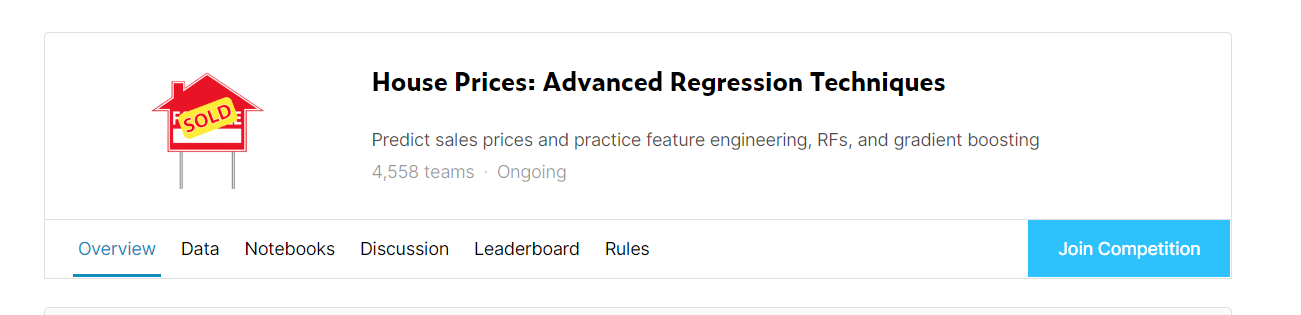 SOLD
House Prices: Advanced Regression Techniques
Predict sales prices and practice feature engineering, RFs, and gradient boosting
4,558 teams · Ongoing
Overview Data Notebooks Discussion Leaderboard Rules Join Competition